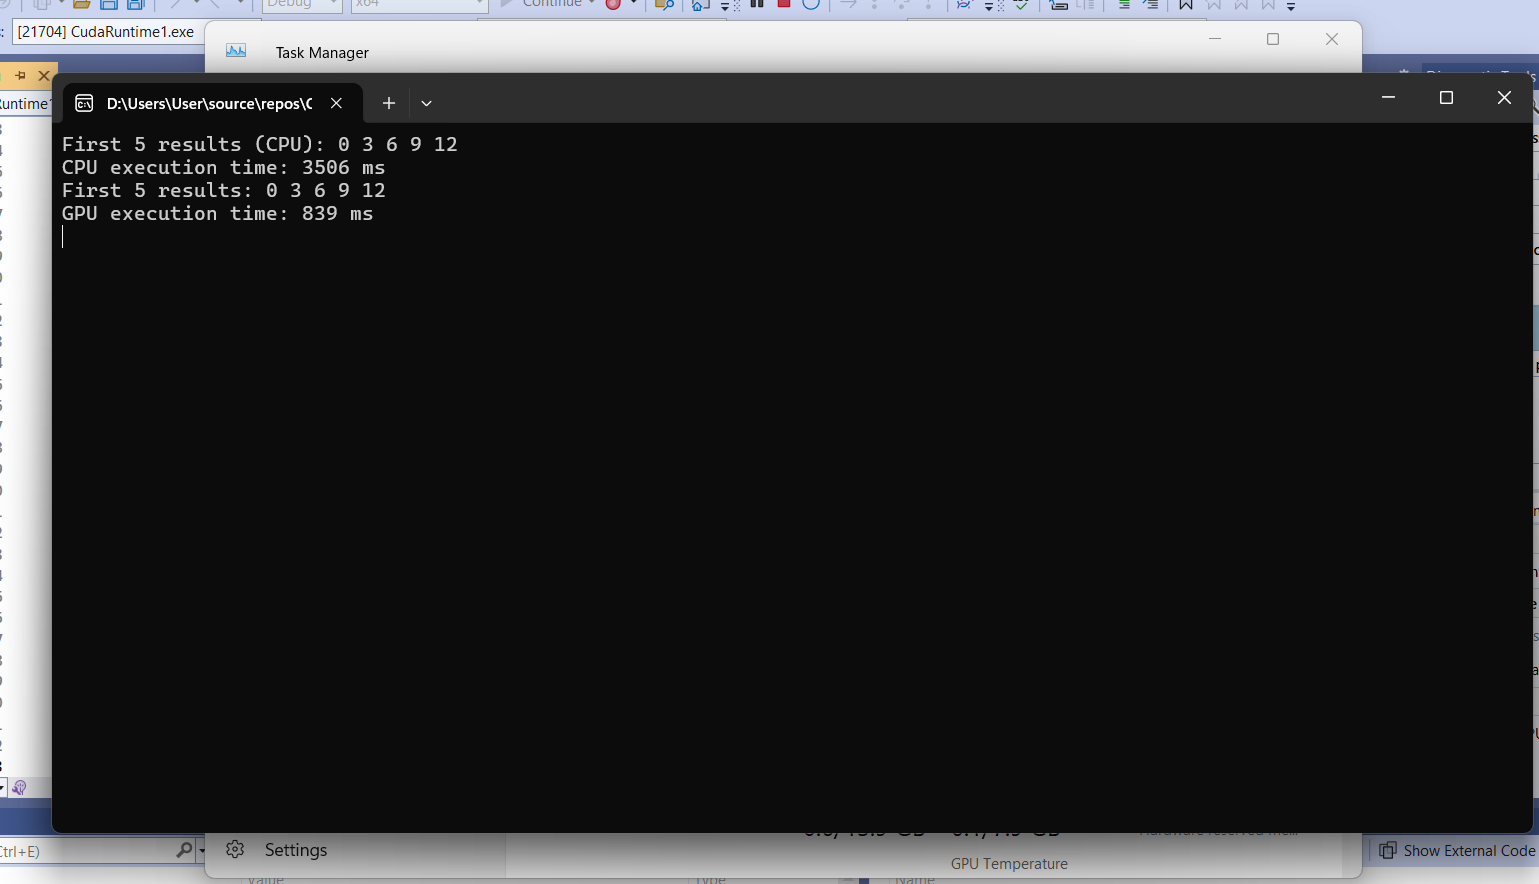 Debug
x64
Continue
[21704] CudaRuntime1.exe
Task Manager
D:\Users\User\source\repos\C
First 5 results (CPU): 0 3 6 9 12
CPU execution time: 3506 ms
First 5 results: 0 3 6 9 12
GPU execution time: 839 ms
Settings
GPU Temperature
Show External Code
Ctrl+E)
Value
Type
Name